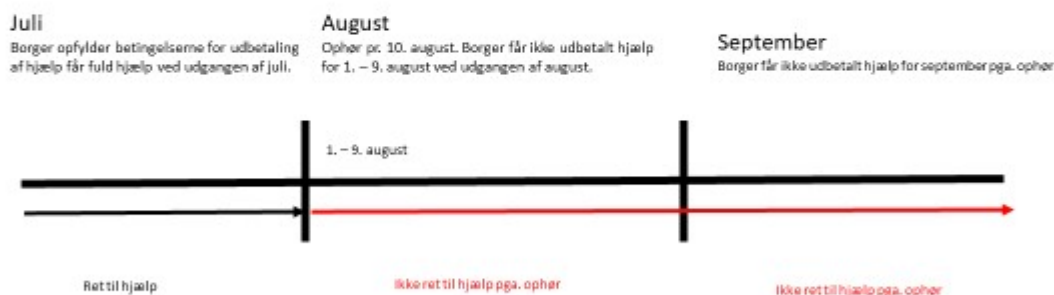 Juli
Borger opfylder betingelserne for udbetaling
af hjælp får fuld hjælp ved udgangen af juli.
August
Ophør pr. 10. august. Borger får ikke udbetalt hjælp
for 1. – 9. august ved udgangen af august.
September
Borger får ikke udbetalt hjælp for september pga. ophør
1. – 9. august
Ret til hjælp
Ikke ret til hjælp pga. ophør
Ikke ret til hjælp pga. ophør